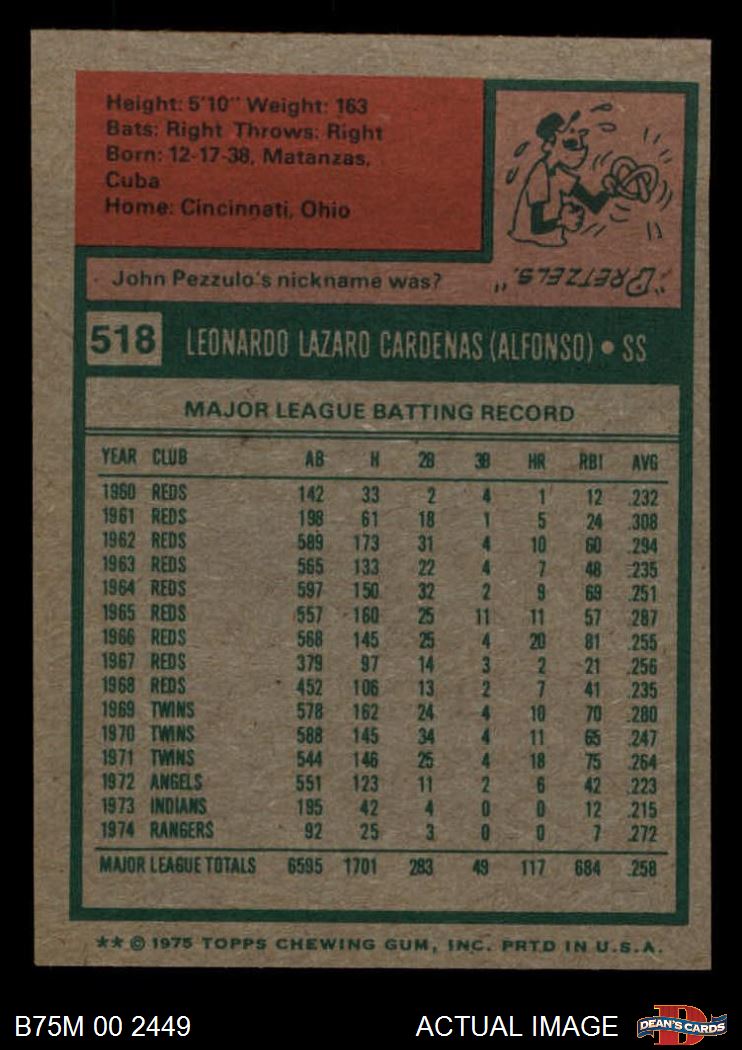 Height: 5'10" Weight: 163
Bats: Right Throws: Right
Born: 12-17-38, Matanzas,
Cuba
Home: Cincinnati, Ohio
John Pezzulo's nickname was?
"PRETZELS."
518 LEONARDO LAZARO CARDENAS (ALFONSO) • SS
MAJOR LEAGUE BATTING RECORD
YEAR CLUB AB H 2B 3B HR RBI AVG
1960 REDS 142 33 2 4 1 12 .232
1961 REDS 198 61 18 1 5 24 .308
1962 REDS 589 173 31 4 10 60 .294
1963 REDS 565 133 22 4 7 48 .235
1964 REDS 597 150 32 2 9 69 .251
1965 REDS 557 160 25 11 11 57 .287
1966 REDS 568 145 25 4 20 81 .255
1967 REDS 379 97 14 3 2 21 .256
1968 REDS 452 106 13 2 7 41 .235
1969 TWINS 578 162 24 4 10 70 .280
1970 TWINS 588 145 34 4 11 65 .247
1971 TWINS 544 146 25 4 18 75 .264
1972 ANGELS 551 123 11 2 6 42 .223
1973 INDIANS 195 42 4 0 0 12 .215
1974 RANGERS 92 25 3 0 0 7 .272
MAJOR LEAGUE TOTALS 6595 1701 283 49 117 684 .258
** © 1975 TOPPS CHEWING GUM, INC. PRTD IN U.S.A.
B75M 00 2449 ACTUAL IMAGE
D DEAN'S CARDS